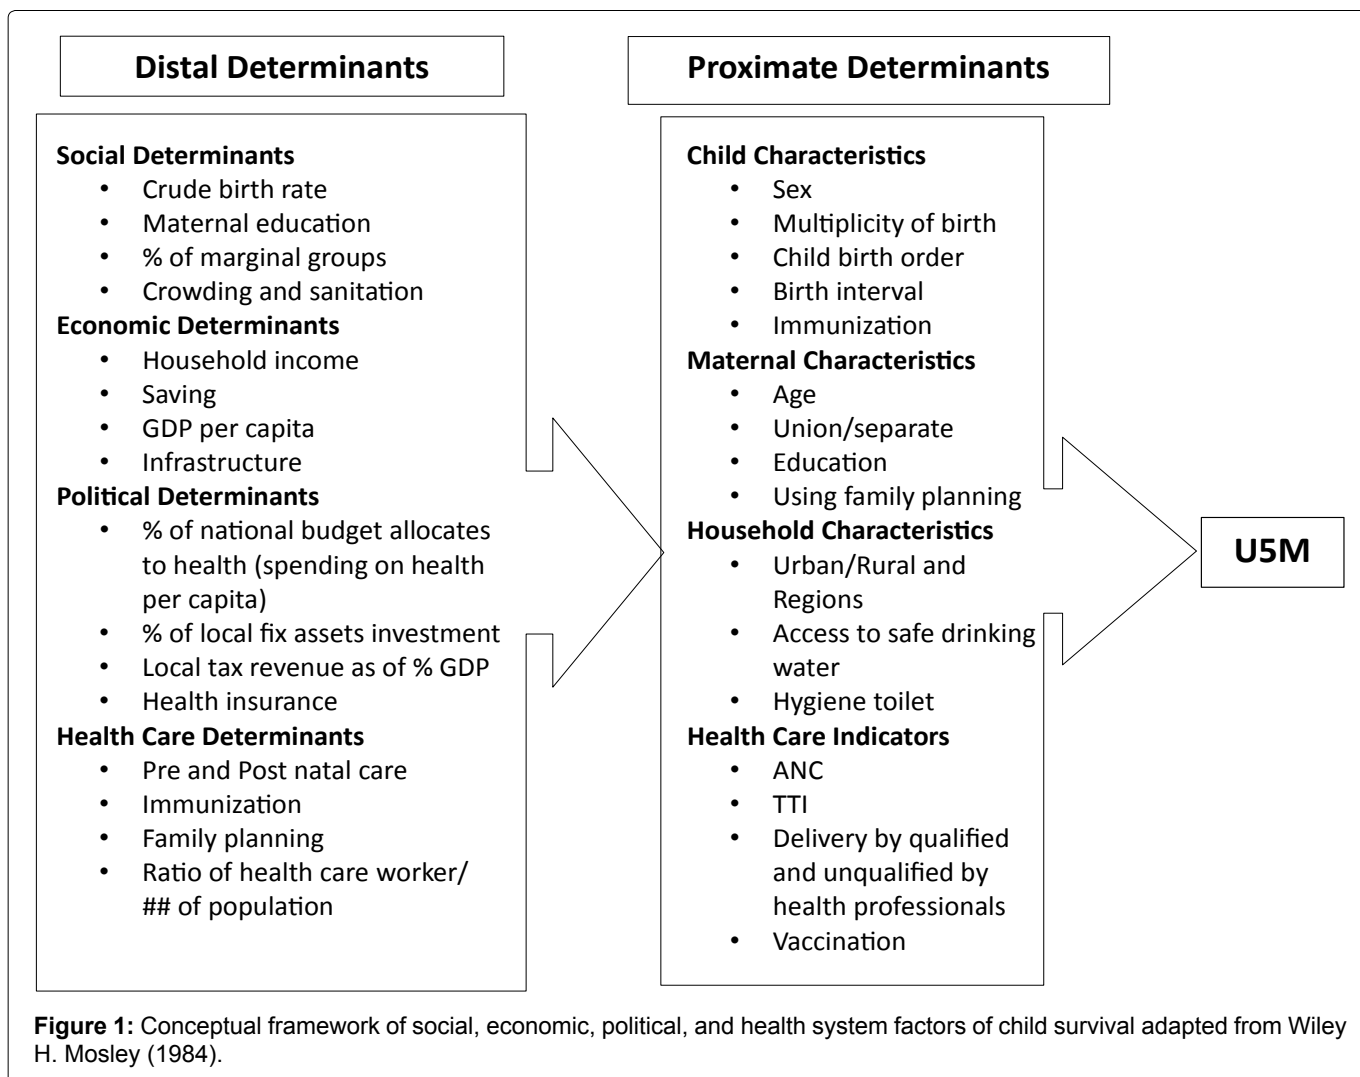 Distal Determinants
Social Determinants
• Crude birth rate
• Maternal education
• % of marginal groups
• Crowding and sanitation
Economic Determinants
• Household income
• Saving
• GDP per capita
• Infrastructure
Political Determinants
• % of national budget allocates
to health (spending on health
per capita)
• % of local fix assets investment
• Local tax revenue as of % GDP
• Health insurance
Health Care Determinants
• Pre and Post natal care
• Immunization
• Family planning
• Ratio of health care worker/
## of population
Proximate Determinants
Child Characteristics
• Sex
• Multiplicity of birth
• Child birth order
• Birth interval
• Immunization
Maternal Characteristics
• Age
• Union/separate
• Education
• Using family planning
Household Characteristics
• Urban/Rural and
Regions
• Access to safe drinking
water
• Hygiene toilet
Health Care Indicators
• ANC
• TTI
• Delivery by qualified
and unqualified by
health professionals
• Vaccination
U5M
Figure 1: Conceptual framework of social, economic, political, and health system factors of child survival adapted from Wiley
H. Mosley (1984).